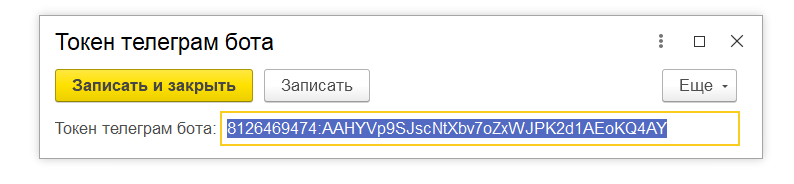 Токен телеграм бота
Записать и закрыть
Записать
Еще
Токен телеграм бота: 8126469474:AAHYVp9SJscNtXbv7oZxWJPK2d1AEoKQ4AY